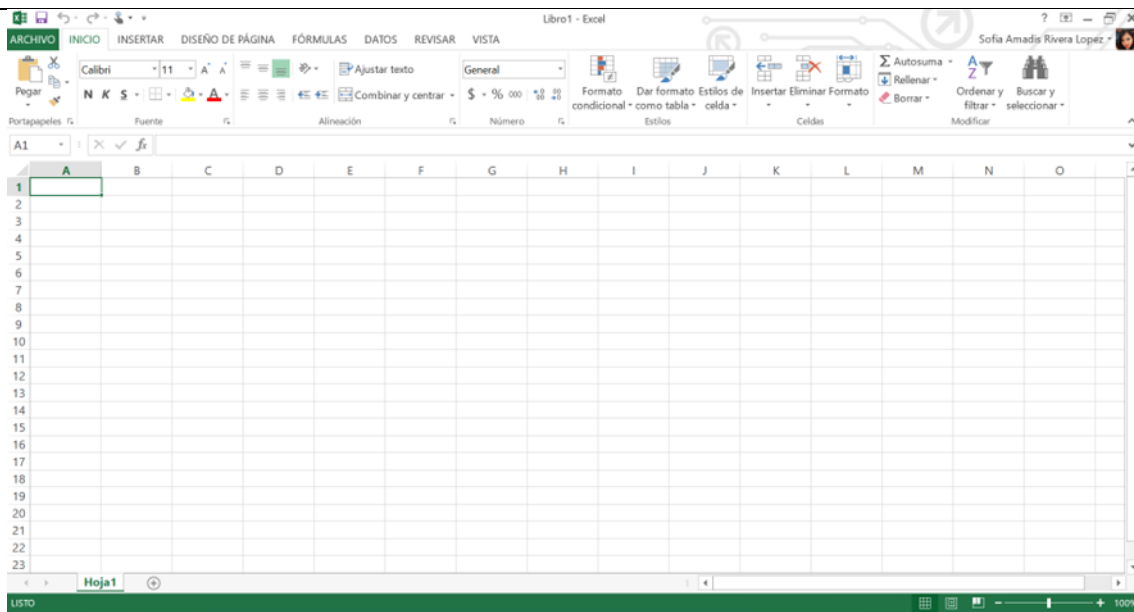 Libro1 - Excel
?
ARCHIVO INICIO INSERTAR DISEÑO DE PÁGINA FÓRMULAS DATOS REVISAR VISTA Sofia Amadis Rivera Lopez
Calibri 11 A A Ajustar texto General Σ Autosuma
Pegar N K S A Combinar y centrar $ % 000 Formato condicional Dar formato como tabla Estilos de celda Insertar Eliminar Formato Rellenar Borrar Ordenar y filtrar Buscar y seleccionar
Portapapeles Fuente Alineación Número Estilos Celdas Modificar
A1 fx
A B C D E F G H I J K L M N O
1
2
3
4
5
6
7
8
9
10
11
12
13
14
15
16
17
18
19
20
21
22
23
Hoja1
LISTO 100%